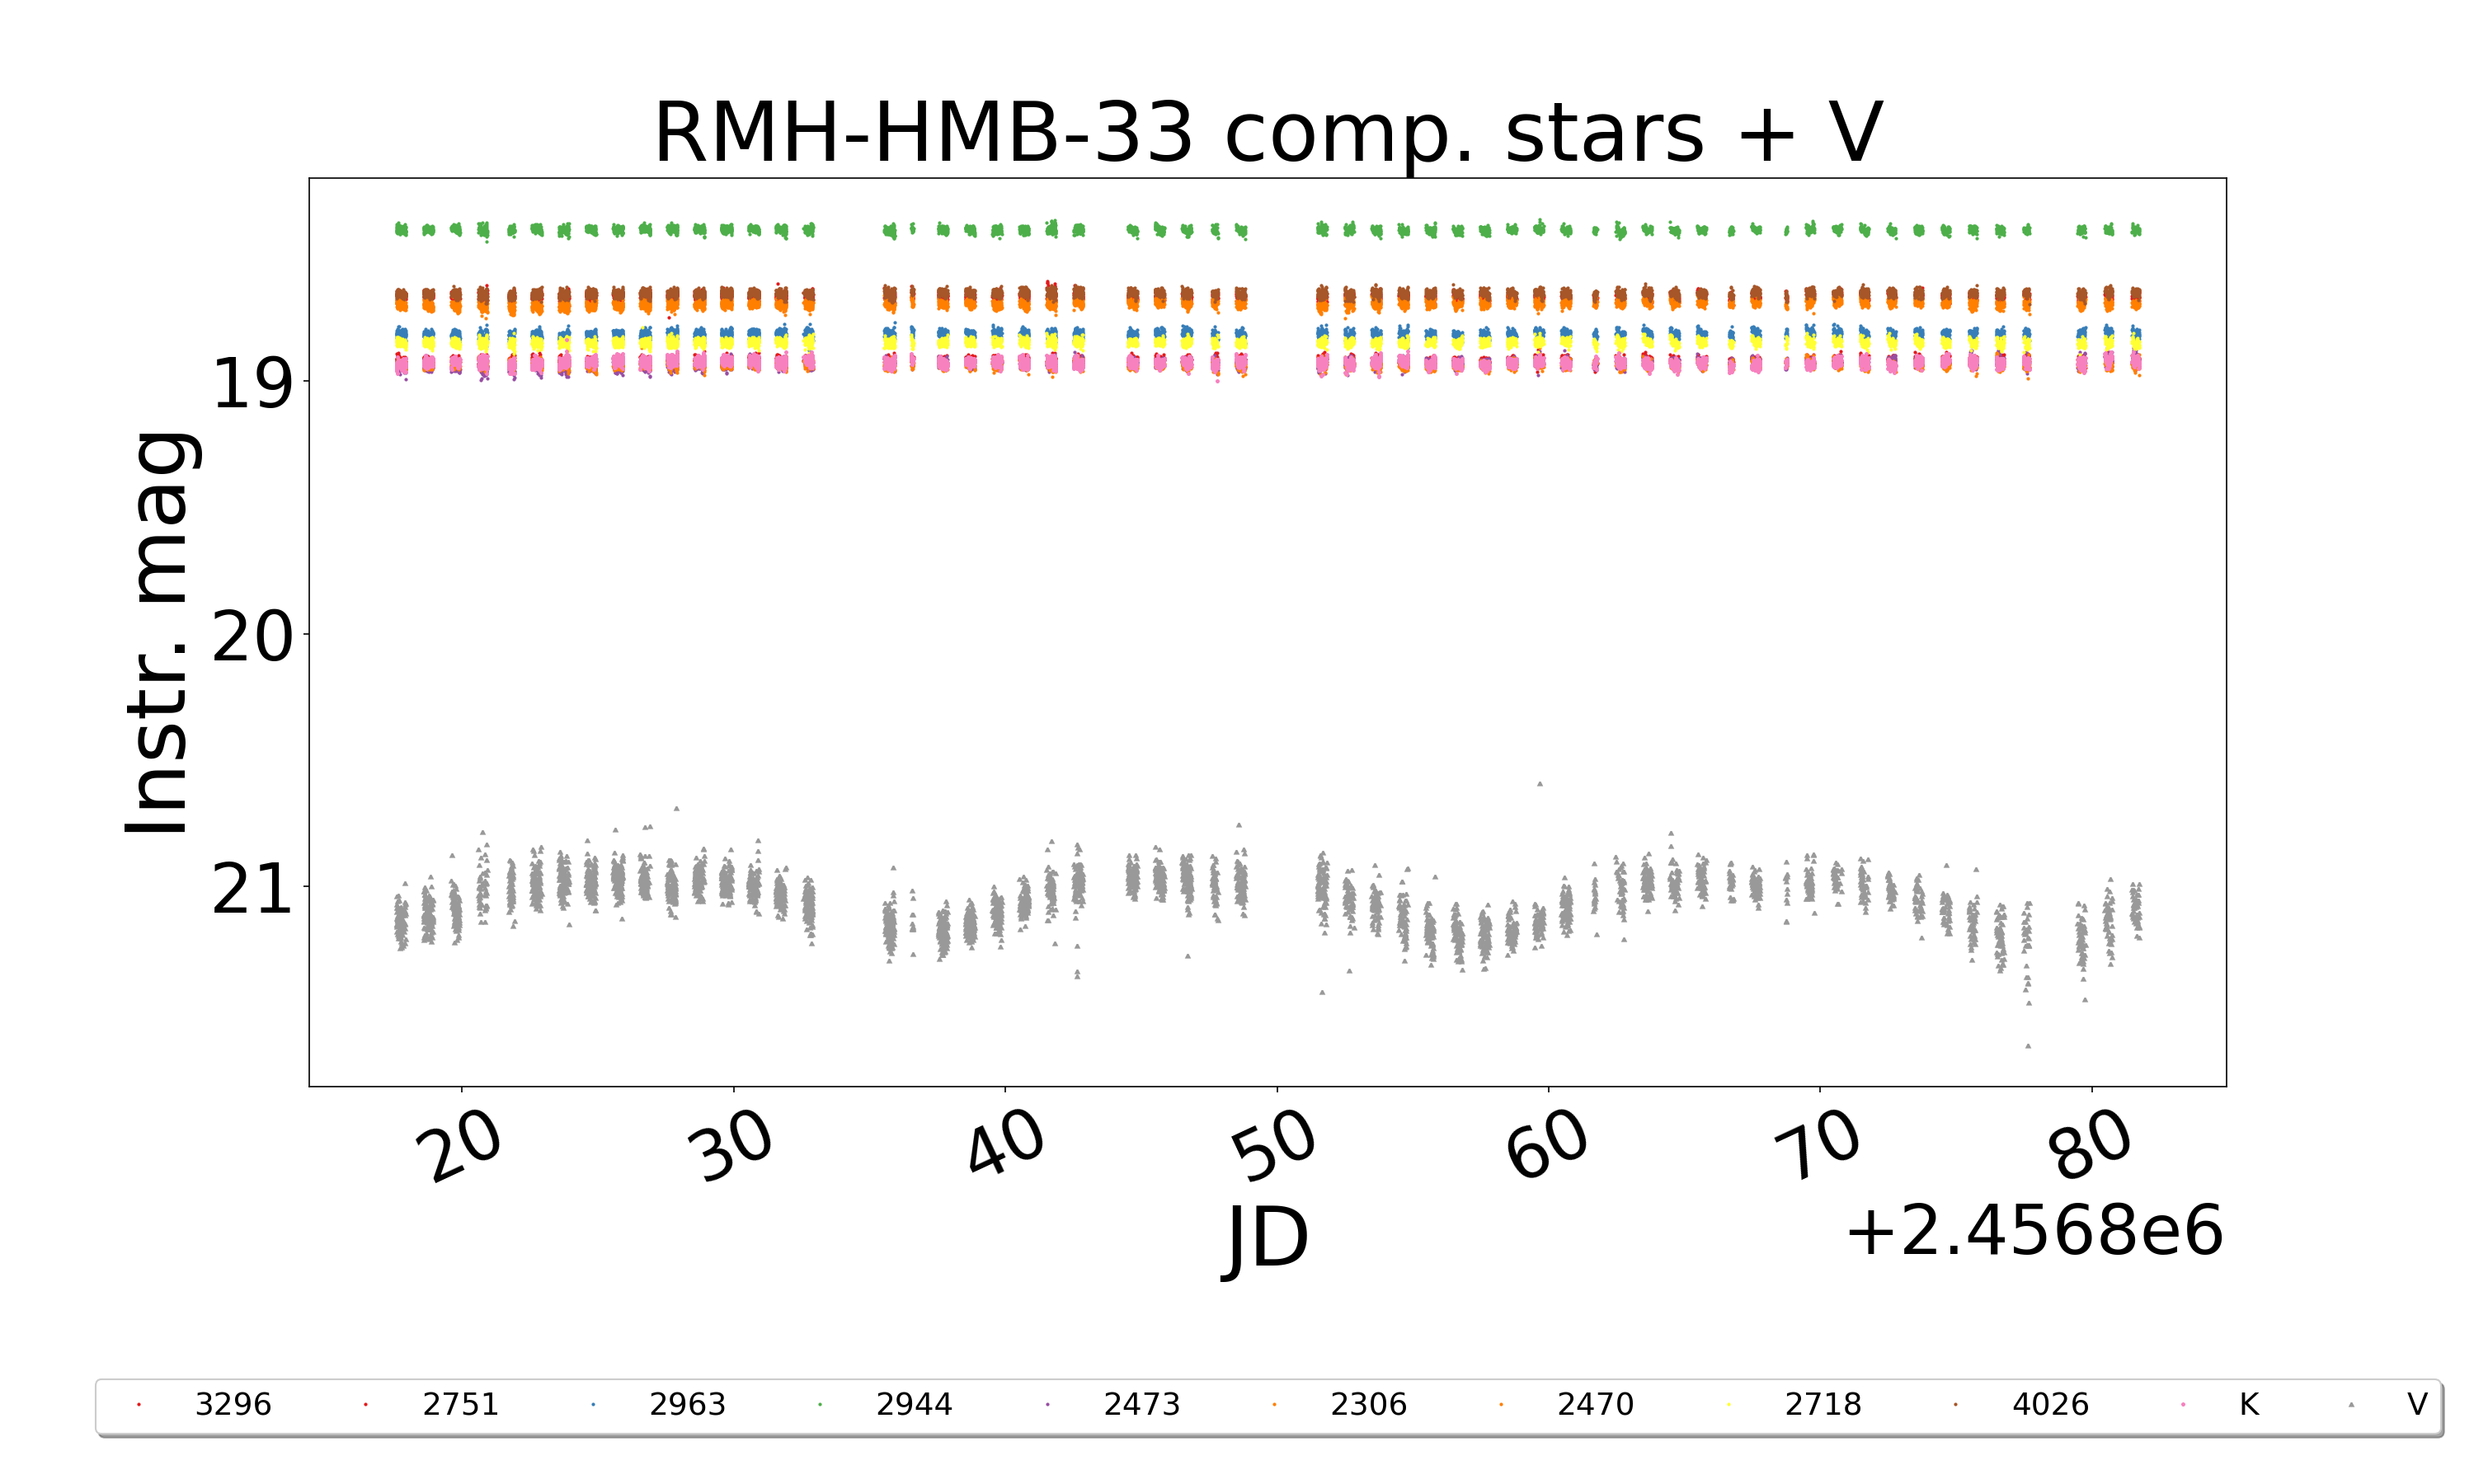 RMH-HMB-33 comp. stars + V
Instr. mag
19
20
21
20 30 40 50 60 70 80
JD
+2.4568e6
3296 2751 2963 2944 2473 2306 2470 2718 4026 K V